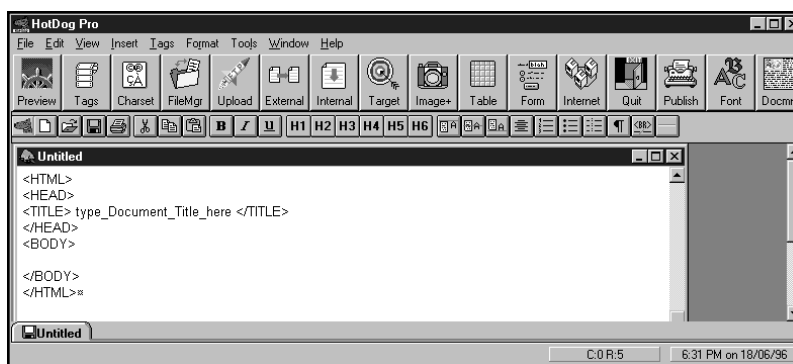 HotDog Pro
File Edit View Insert Tags Format Tools Window Help
Preview Tags Charset FileMgr Upload External Internal Target Image+ Table Form Internet Quit Publish Font Docmn
B I U H1 H2 H3 H4 H5 H6 ¶ <BR>
Untitled
<HTML>
<HEAD>
<TITLE> type_Document_Title_here </TITLE>
</HEAD>
<BODY>
</BODY>
</HTML>¤
Untitled
C:0 R:5 6:31 PM on 18/06/96